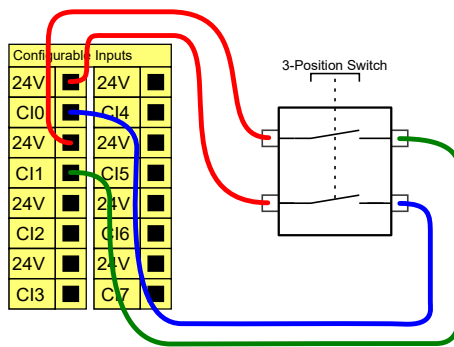 Configurable Inputs
24V 24V
CI0 CI4
24V 24V
CI1 CI5
24V 24V
CI2 CI6
24V 24V
CI3 CI7
3-Position Switch